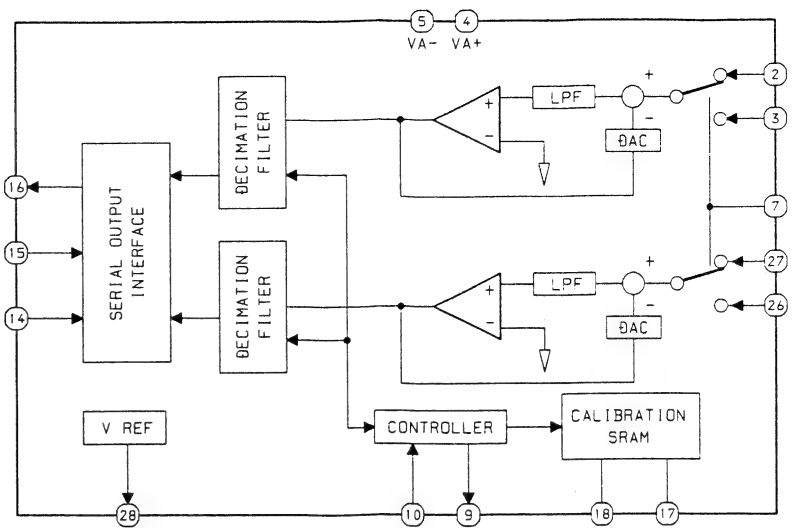 5 4
VA- VA+
2
+
LPF
+
-
3
DECIMATION
FILTER
-
DAC
SERIAL OUTPUT
INTERFACE
16
7
15
27
+
14
DECIMATION
FILTER
+
LPF
-
26
-
DAC
V REF
CONTROLLER
CALIBRATION
SRAM
28
10
9
18
17